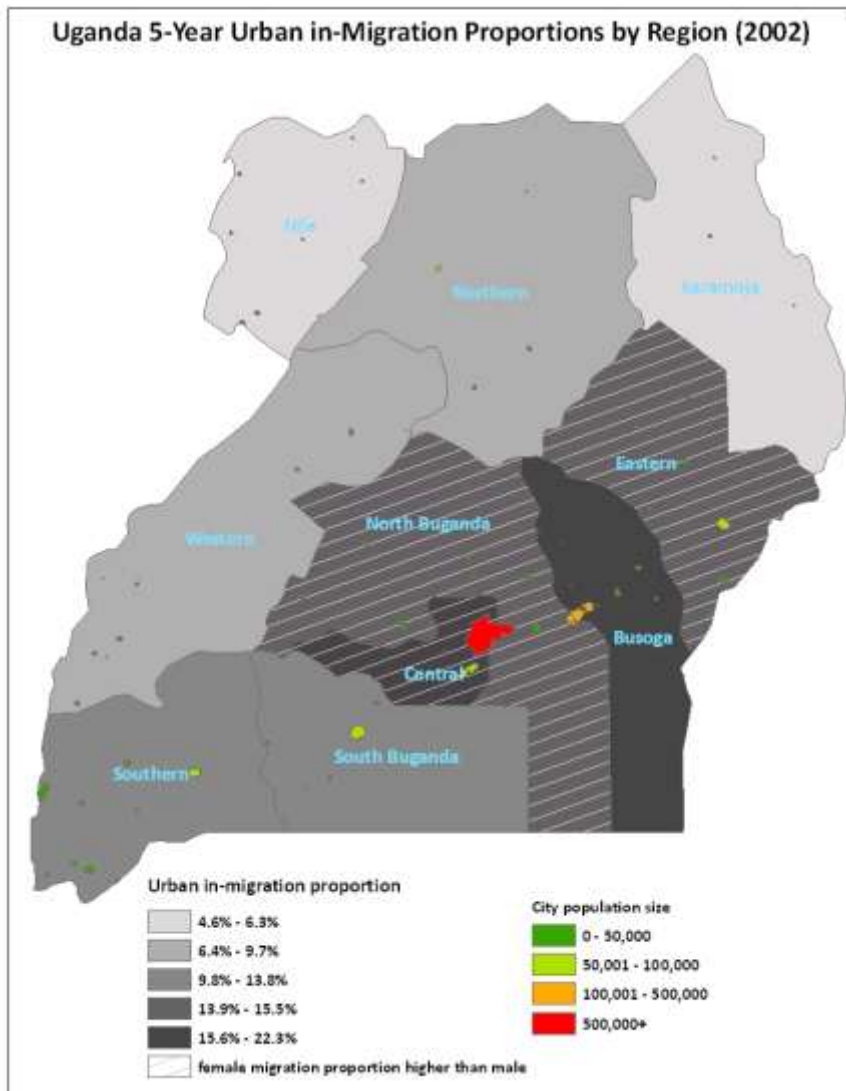 Uganda 5-Year Urban in-Migration Proportions by Region (2002)
Nile
Northern
Karamoja
Eastern
North Buganda
Western
Busoga
Central
South Buganda
Southern
Urban in-migration proportion
4.6% - 6.3%
6.4% - 9.7%
9.8% - 13.8%
13.9% - 15.5%
15.6% - 22.3%
female migration proportion higher than male
City population size
0 - 50,000
50,001 - 100,000
100,001 - 500,000
500,000+